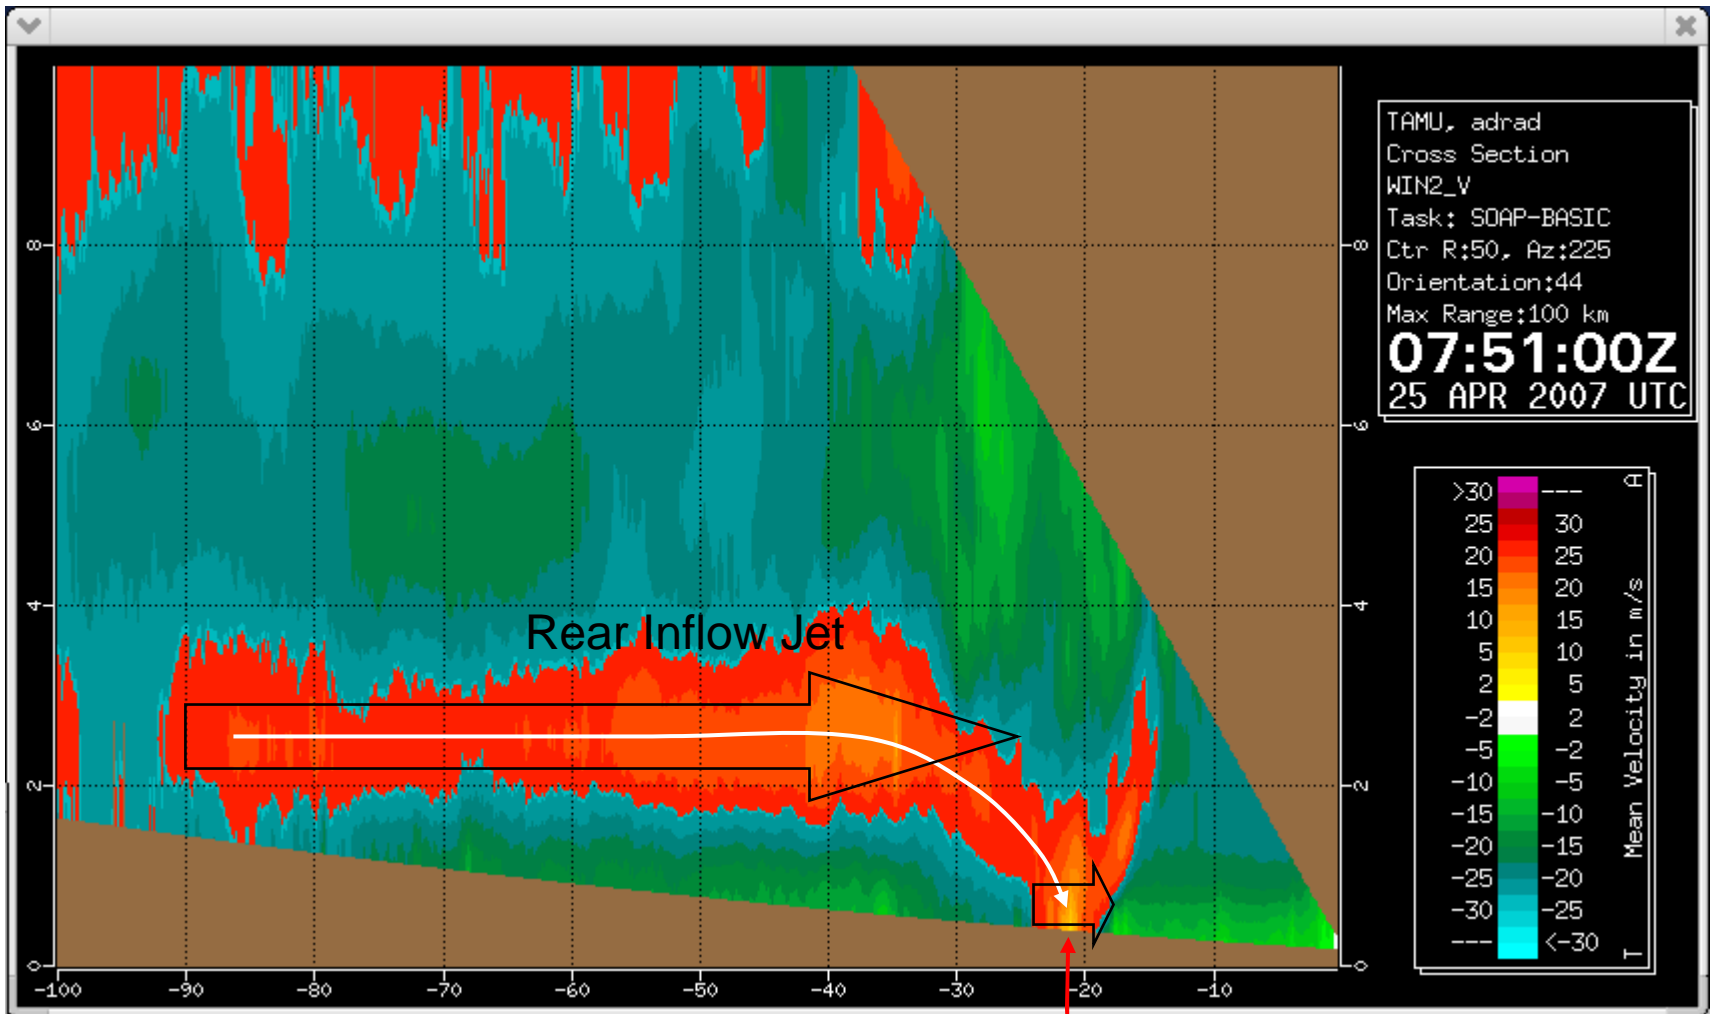 TAMU, adrad
Cross Section
WIN2_V
Task: SOAP-BASIC
Ctr R:50, Az:225
Orientation:44
Max Range:100 km
07:51:00Z
25 APR 2007 UTC
Rear Inflow Jet
8
6
4
2
0
8
6
4
2
0
-100 -90 -80 -70 -60 -50 -40 -30 -20 -10
A
>30 ---
25 30
20 25
15 20
10 15
5 10
2 5
-2 2
-5 -2
-10 -5
-15 -10
-20 -15
-25 -20
-30 -25
--- <-30
T
Mean Velocity in m/s